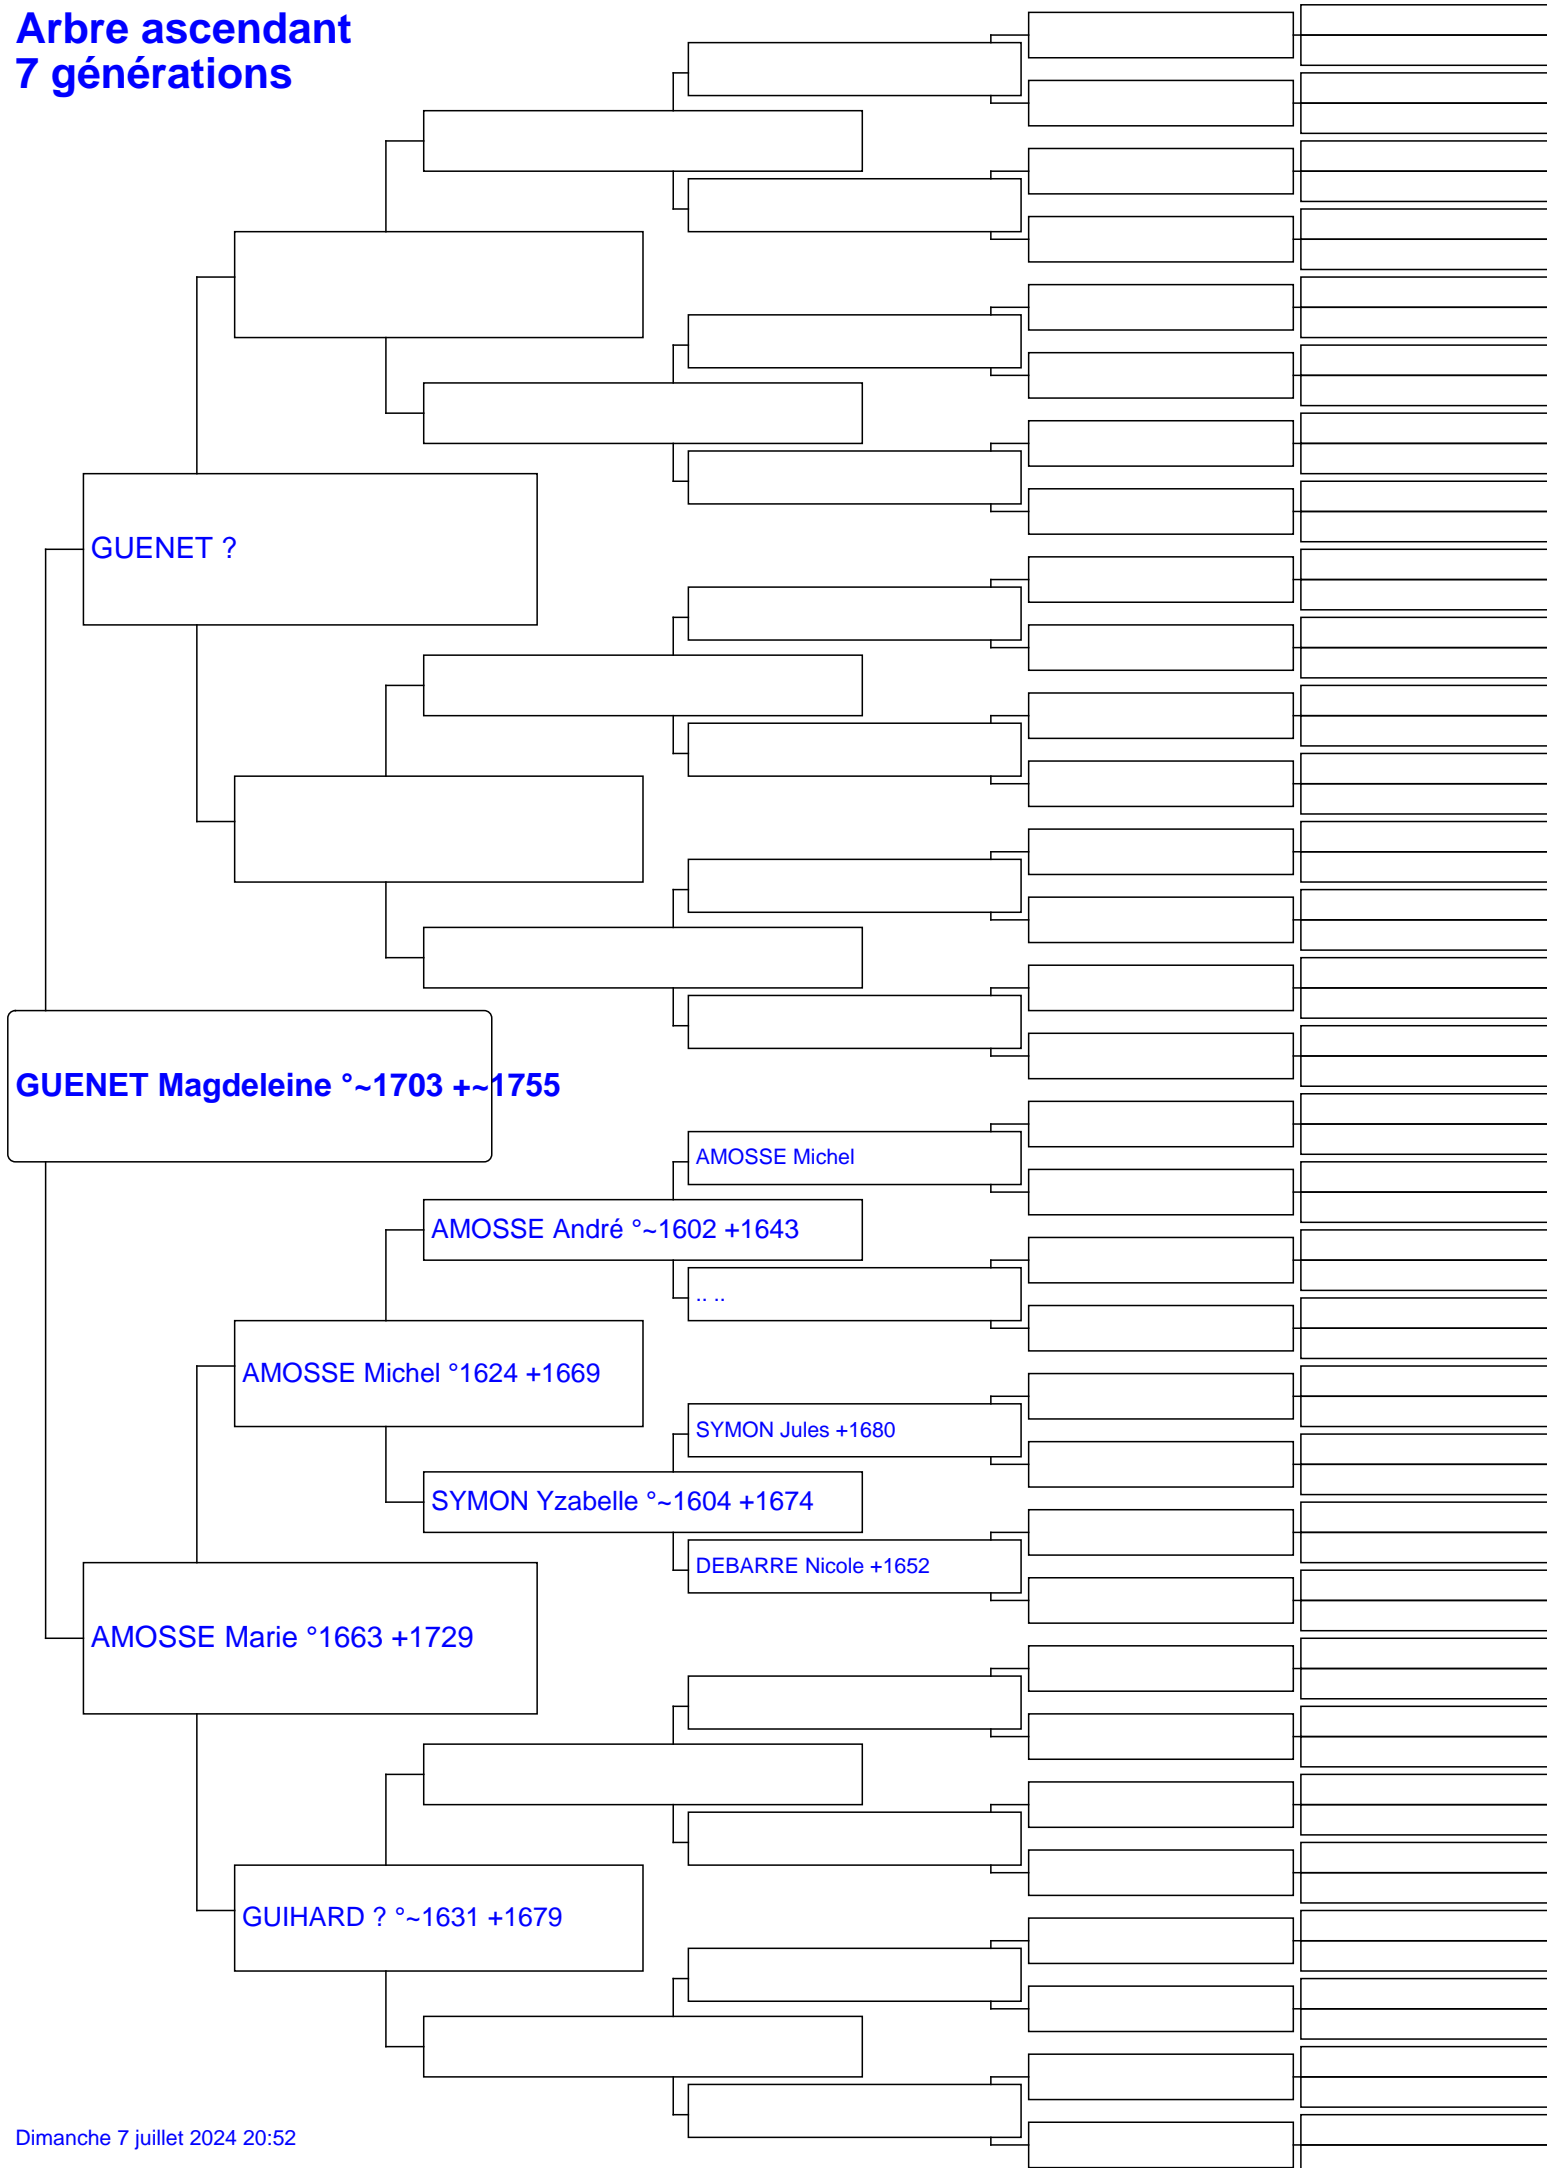 Arbre ascendant
7 générations
GUENET ?
GUENET Magdeleine °~1703 +~1755
AMOSSE Michel
AMOSSE André °~1602 +1643
.. ..
AMOSSE Michel °1624 +1669
SYMON Jules +1680
SYMON Yzabelle °~1604 +1674
DEBARRE Nicole +1652
AMOSSE Marie °1663 +1729
GUIHARD ? °~1631 +1679
Dimanche 7 juillet 2024 20:52